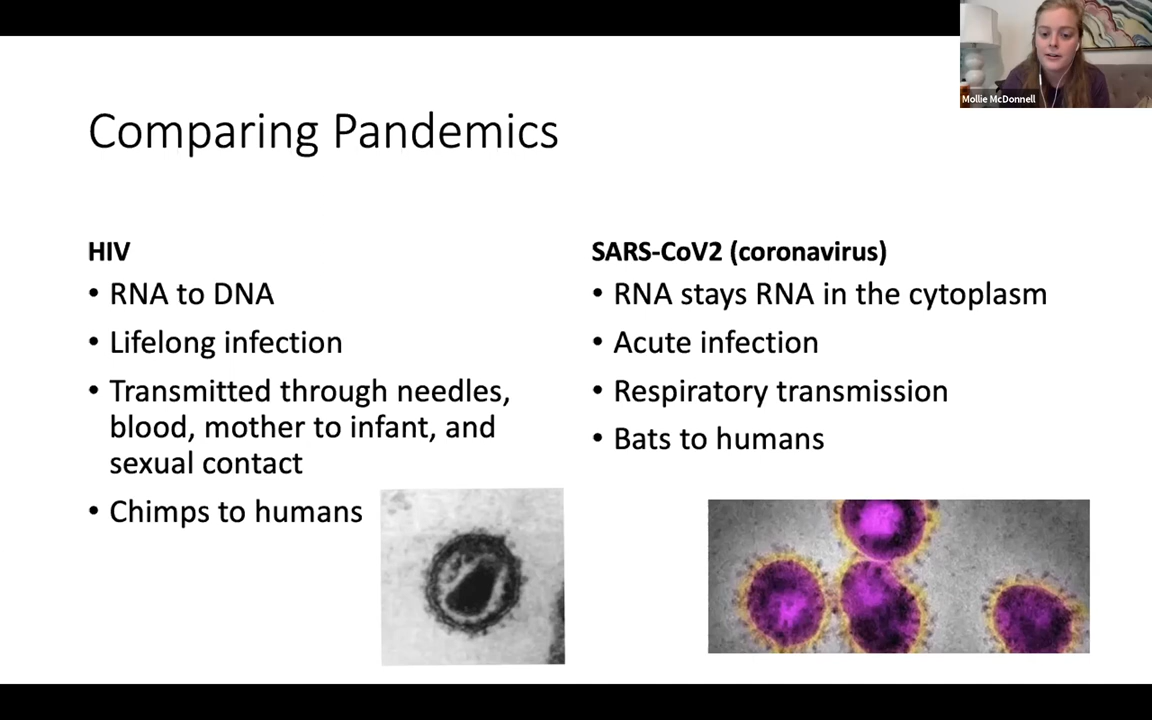 Mollie McDonnell
Comparing Pandemics
HIV
• RNA to DNA
• Lifelong infection
• Transmitted through needles,
blood, mother to infant, and
sexual contact
• Chimps to humans
SARS-CoV2 (coronavirus)
• RNA stays RNA in the cytoplasm
• Acute infection
• Respiratory transmission
• Bats to humans